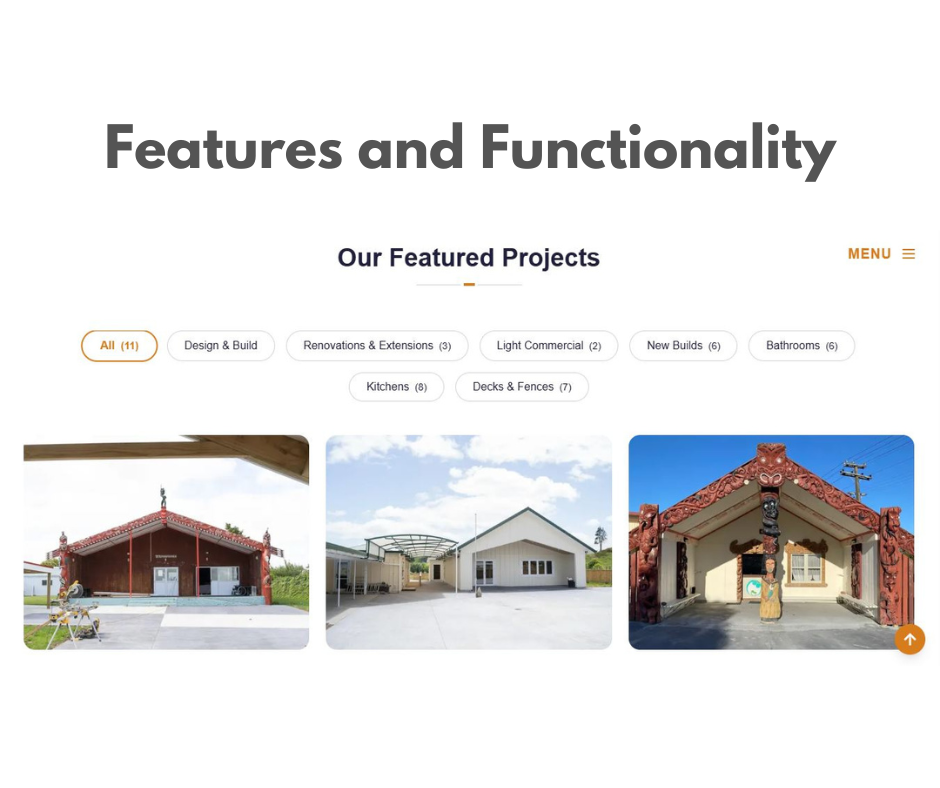 Features and Functionality
Our Featured Projects
MENU
All (11)
Design & Build
Renovations & Extensions (3)
Light Commercial (2)
New Builds (6)
Bathrooms (6)
Kitchens (8)
Decks & Fences (7)